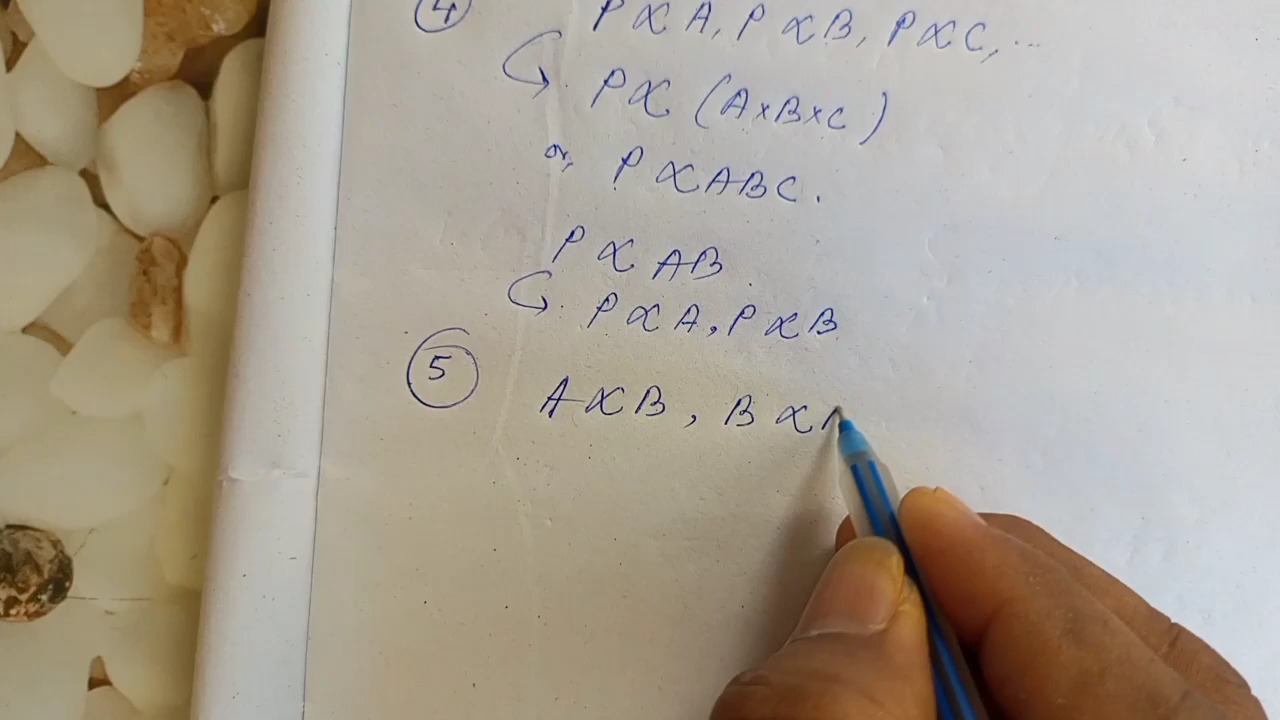 ④ P ∝ A, P ∝ B, P ∝ C, ...
P ∝ (A×B×C)
or, P ∝ ABC.
P ∝ AB.
P ∝ A, P ∝ B
⑤ A ∝ B, B ∝